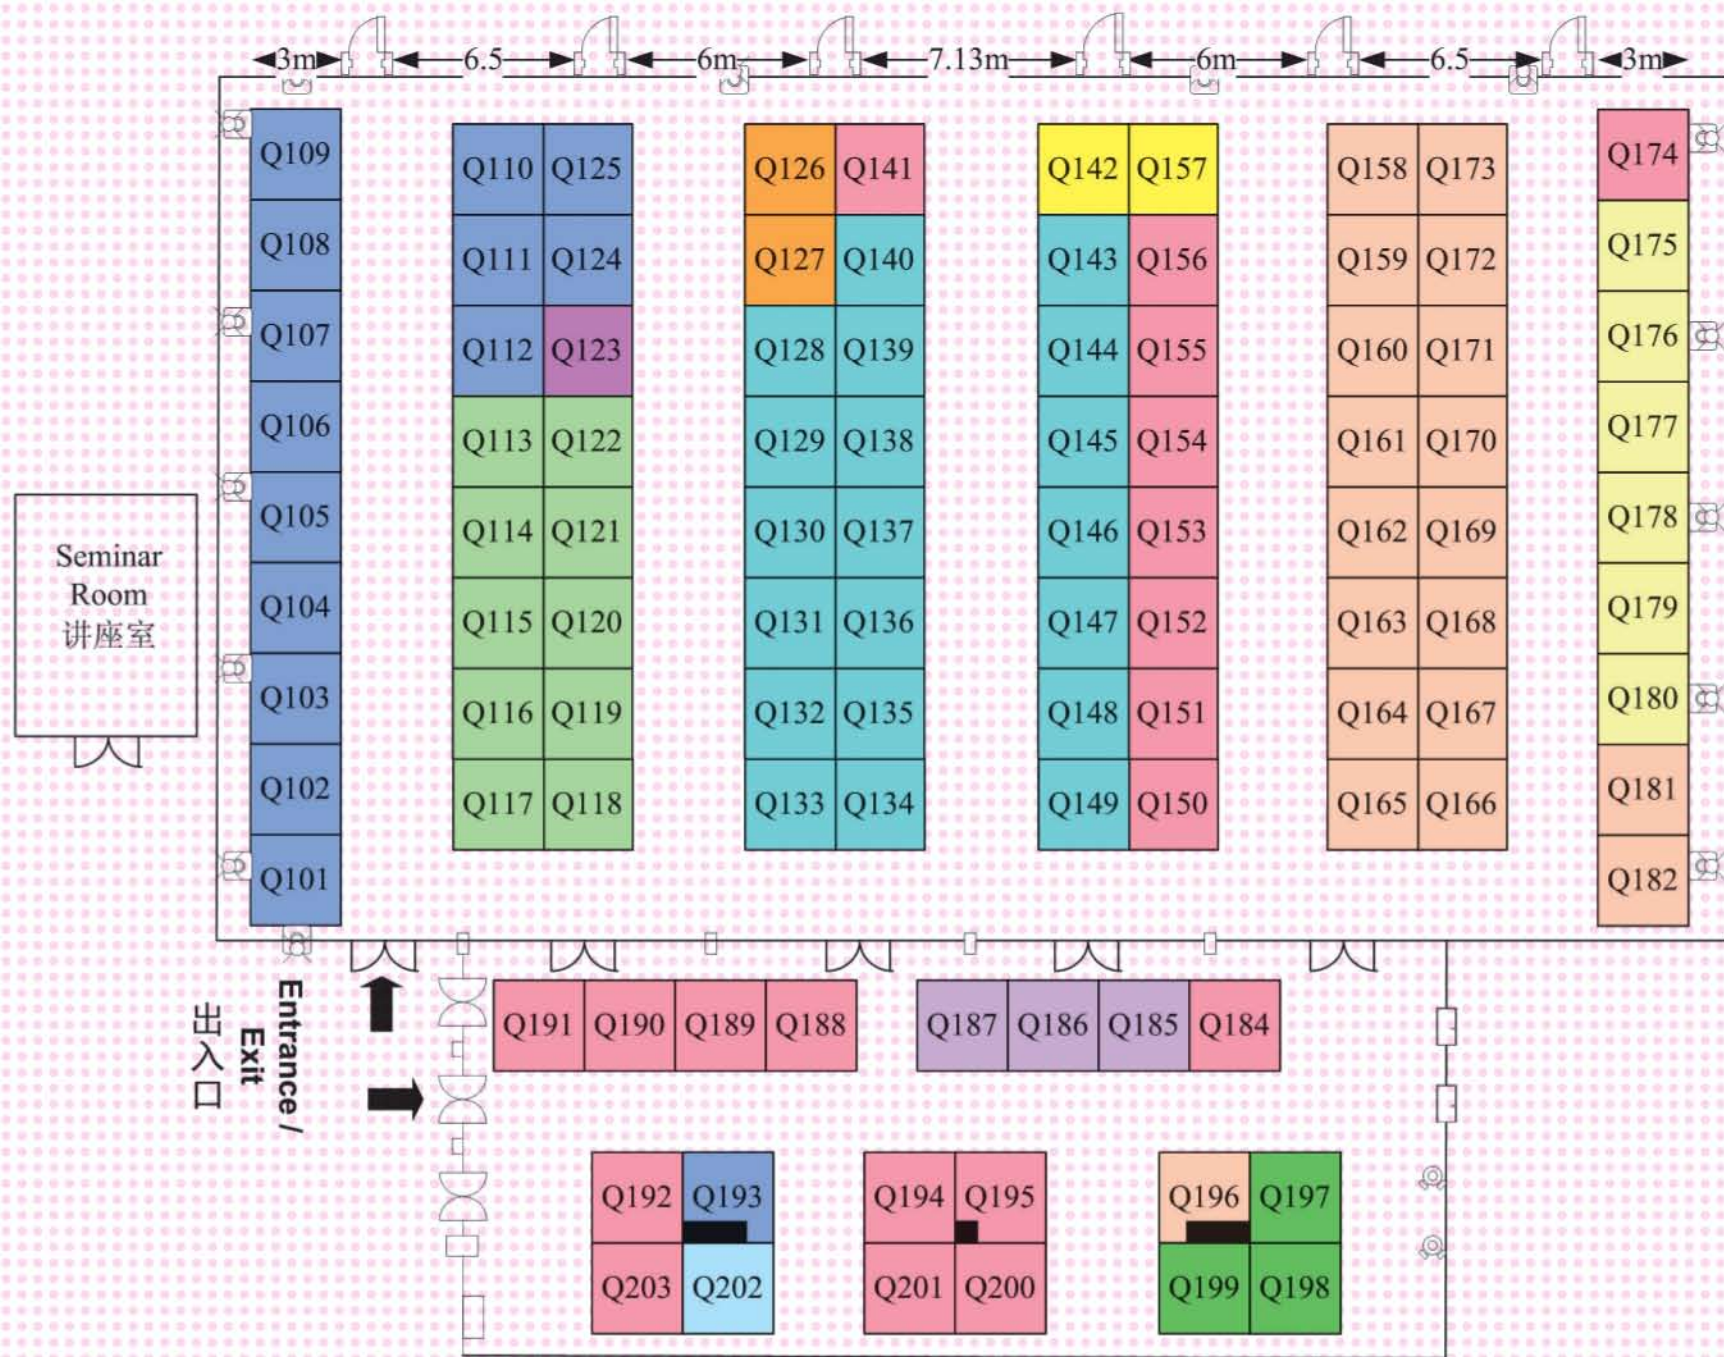 3m 6.5 6m 7.13m 6m 6.5 3m
Q109 Q110 Q125 Q126 Q141 Q142 Q157 Q158 Q173 Q174
Q108 Q111 Q124 Q127 Q140 Q143 Q156 Q159 Q172 Q175
Q107 Q112 Q123 Q128 Q139 Q144 Q155 Q160 Q171 Q176
Q106 Q113 Q122 Q129 Q138 Q145 Q154 Q161 Q170 Q177
Q105 Q114 Q121 Q130 Q137 Q146 Q153 Q162 Q169 Q178
Q104 Q115 Q120 Q131 Q136 Q147 Q152 Q163 Q168 Q179
Q103 Q116 Q119 Q132 Q135 Q148 Q151 Q164 Q167 Q180
Q102 Q117 Q118 Q133 Q134 Q149 Q150 Q165 Q166 Q181
Q101 Q182
Seminar
Room
讲座室
Entrance /
Exit
出入口
Q191 Q190 Q189 Q188 Q187 Q186 Q185 Q184
Q192 Q193 Q194 Q195 Q196 Q197
Q203 Q202 Q201 Q200 Q199 Q198